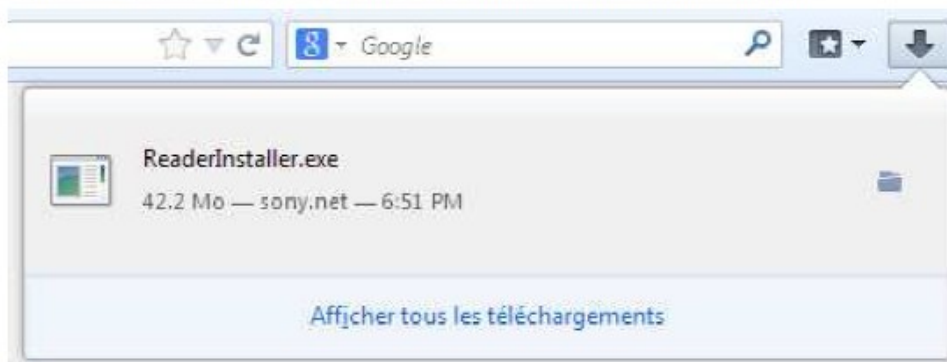 Google
ReaderInstaller.exe
42.2 Mo — sony.net — 6:51 PM
Afficher tous les téléchargements